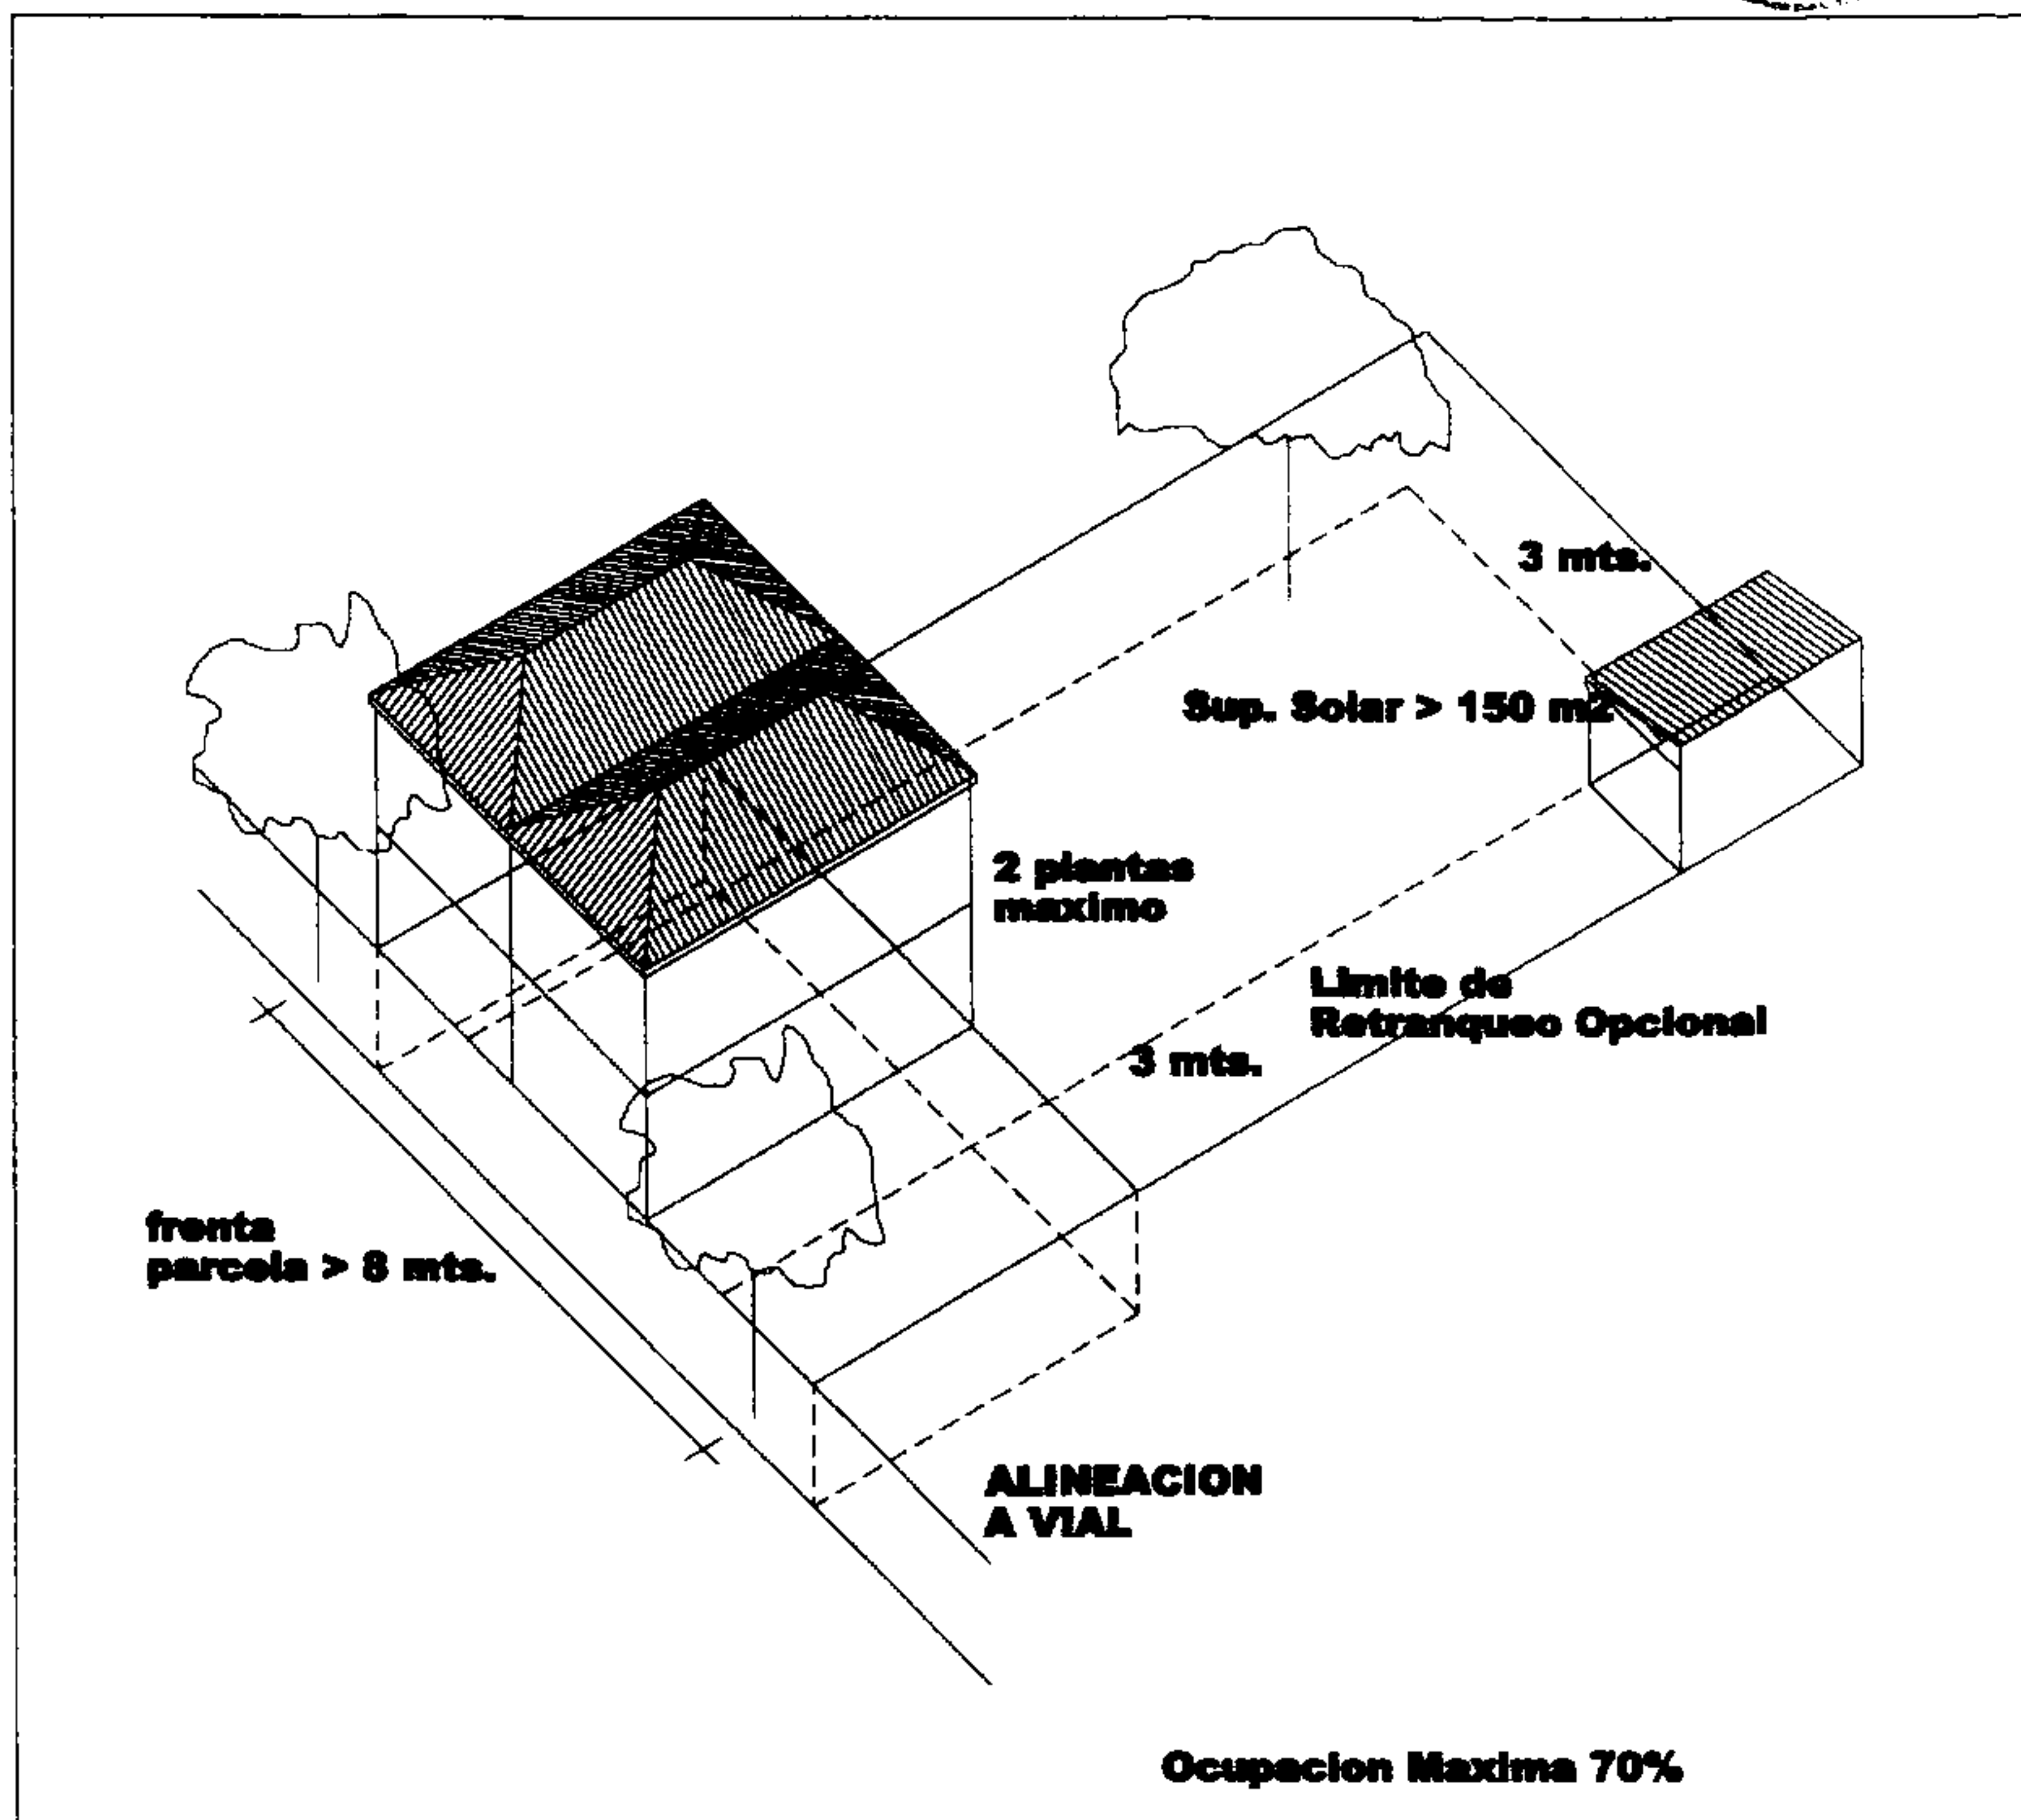 3 mts.
Sup. Solar > 150 m2
2 plantas
maximo
Limite de
Retranqueo Opcional
3 mts.
frente
parcela > 8 mts.
ALINEACION
A VIAL
Ocupacion Maxima 70%